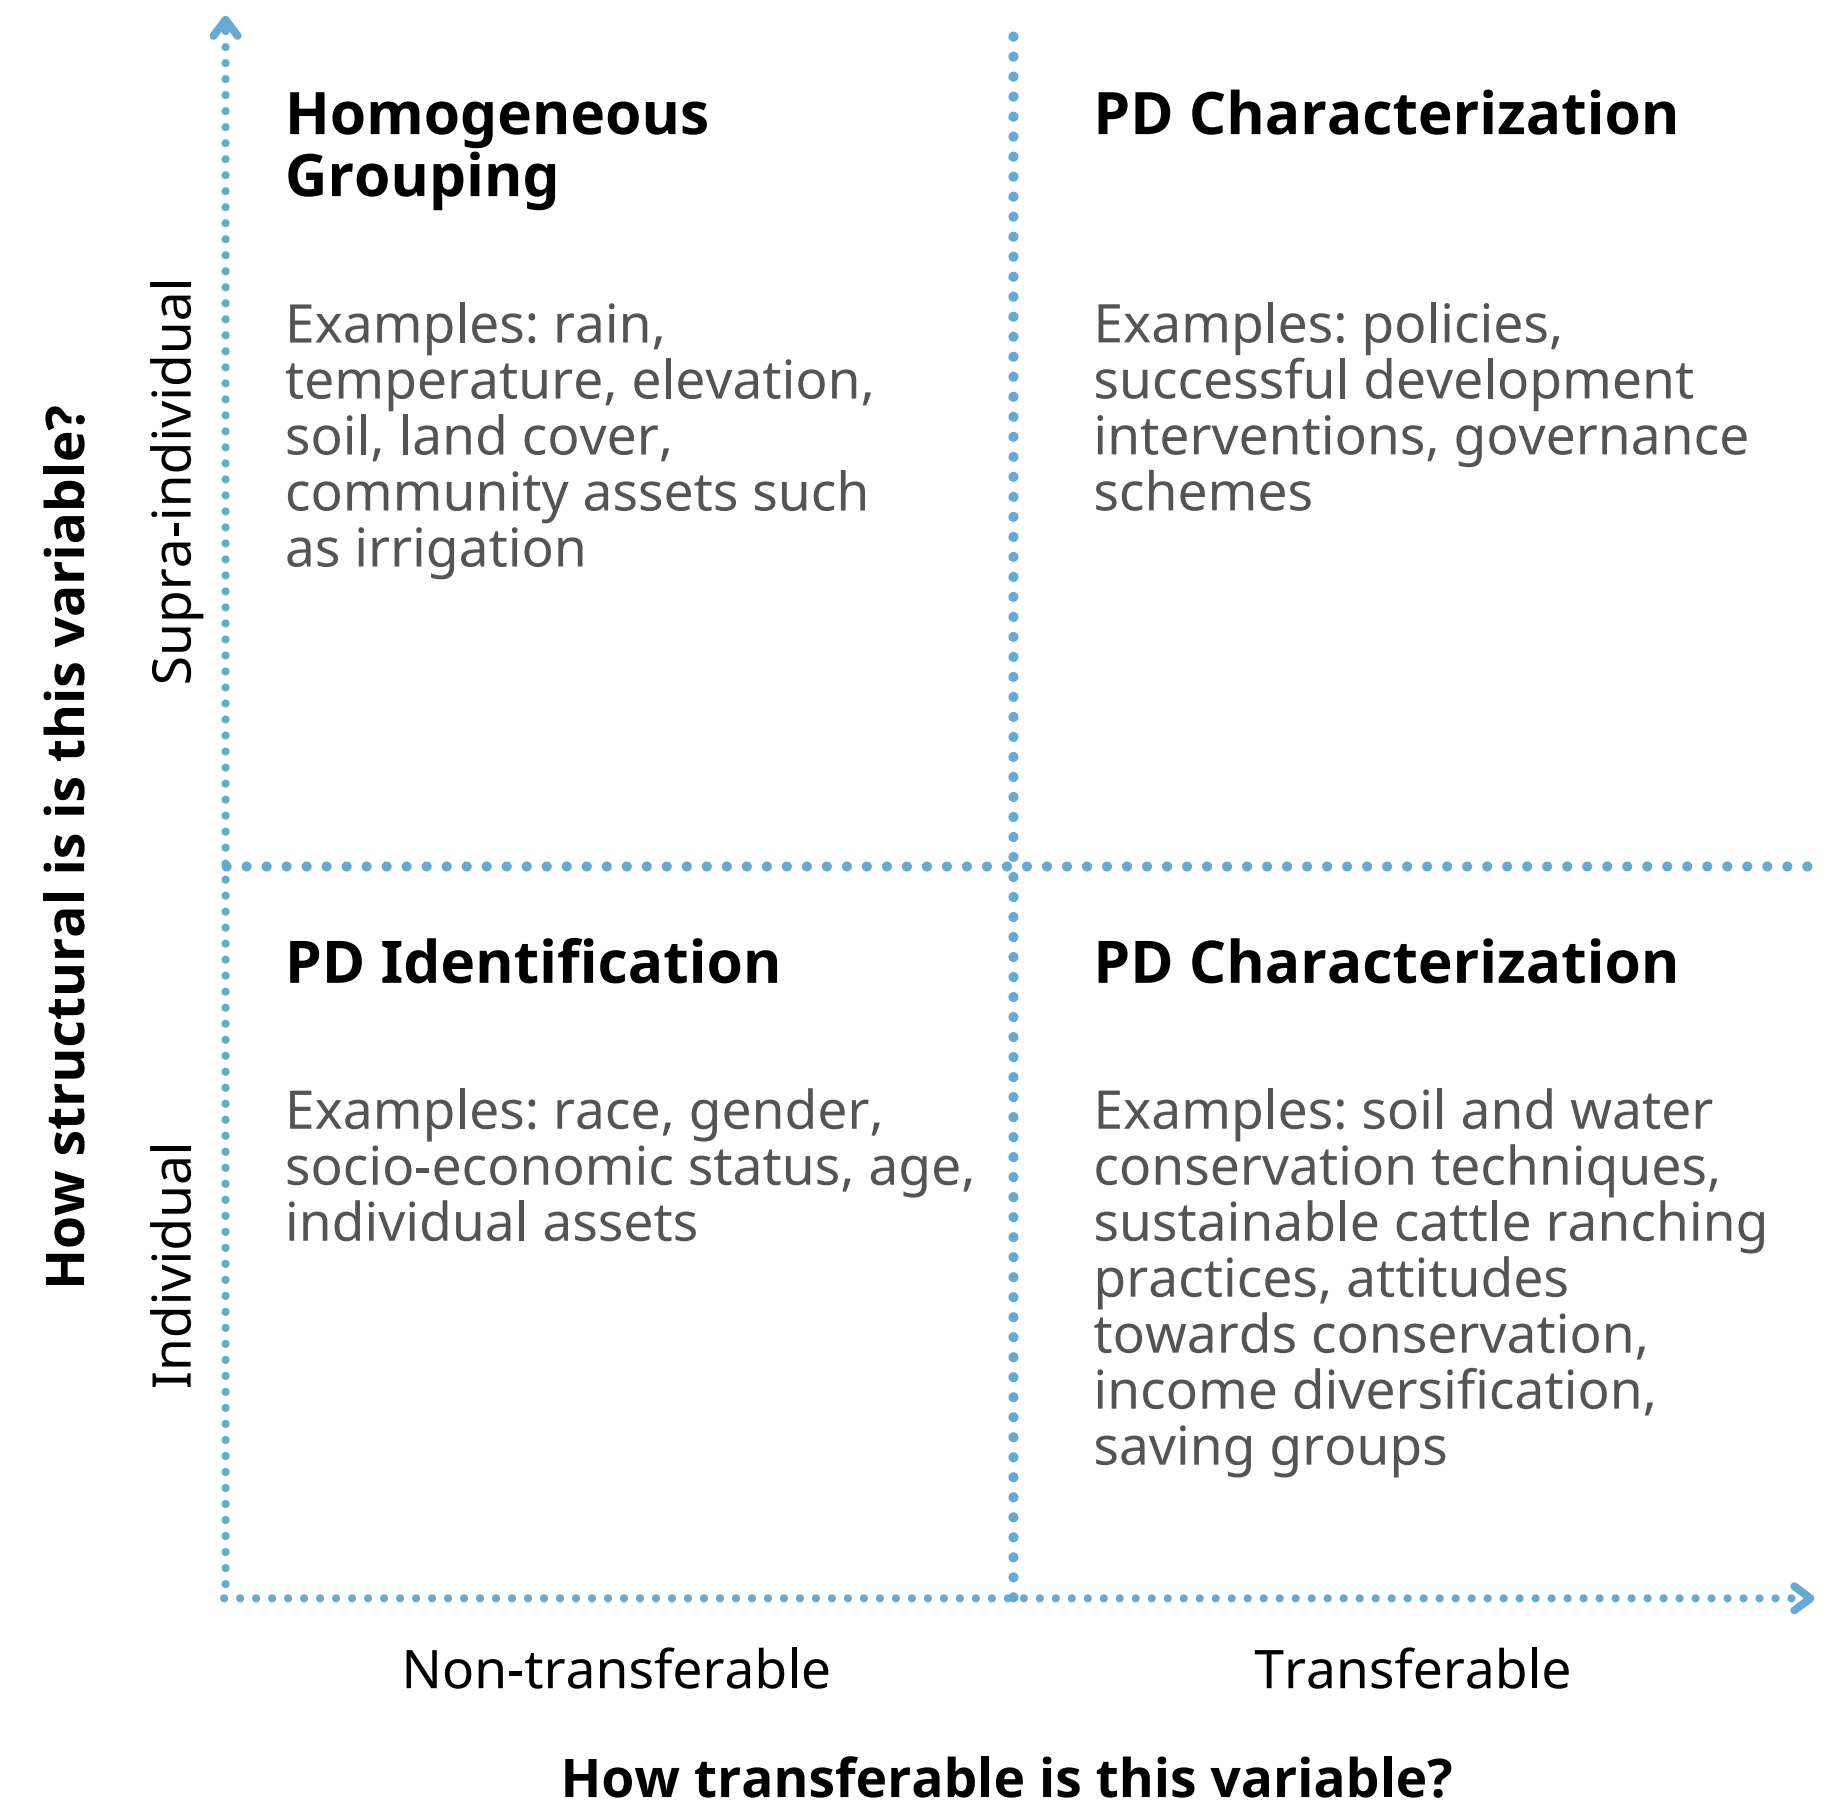 How structural is is this variable?
Supra-individual
Homogeneous
Grouping
Examples: rain,
temperature, elevation,
soil, land cover,
community assets such
as irrigation
PD Characterization
Examples: policies,
successful development
interventions, governance
schemes
Individual
PD Identification
Examples: race, gender,
socio-economic status, age,
individual assets
PD Characterization
Examples: soil and water
conservation techniques,
sustainable cattle ranching
practices, attitudes
towards conservation,
income diversification,
saving groups
Non-transferable
Transferable
How transferable is this variable?